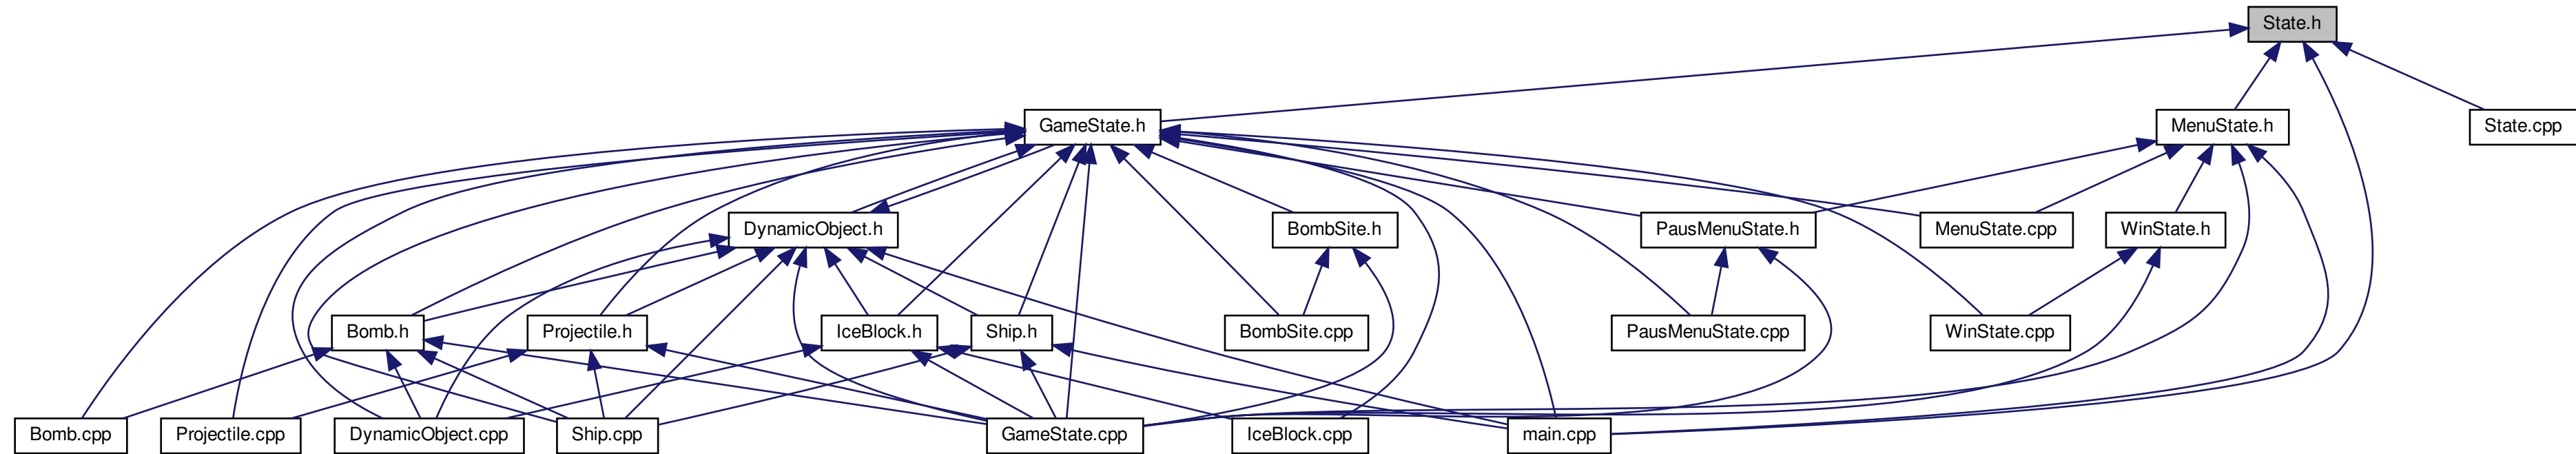 State.h
GameState.h
MenuState.h
State.cpp
DynamicObject.h
BombSite.h
PausMenuState.h
MenuState.cpp
WinState.h
Bomb.h
Projectile.h
IceBlock.h
Ship.h
BombSite.cpp
PausMenuState.cpp
WinState.cpp
Bomb.cpp
Projectile.cpp
DynamicObject.cpp
Ship.cpp
GameState.cpp
IceBlock.cpp
main.cpp